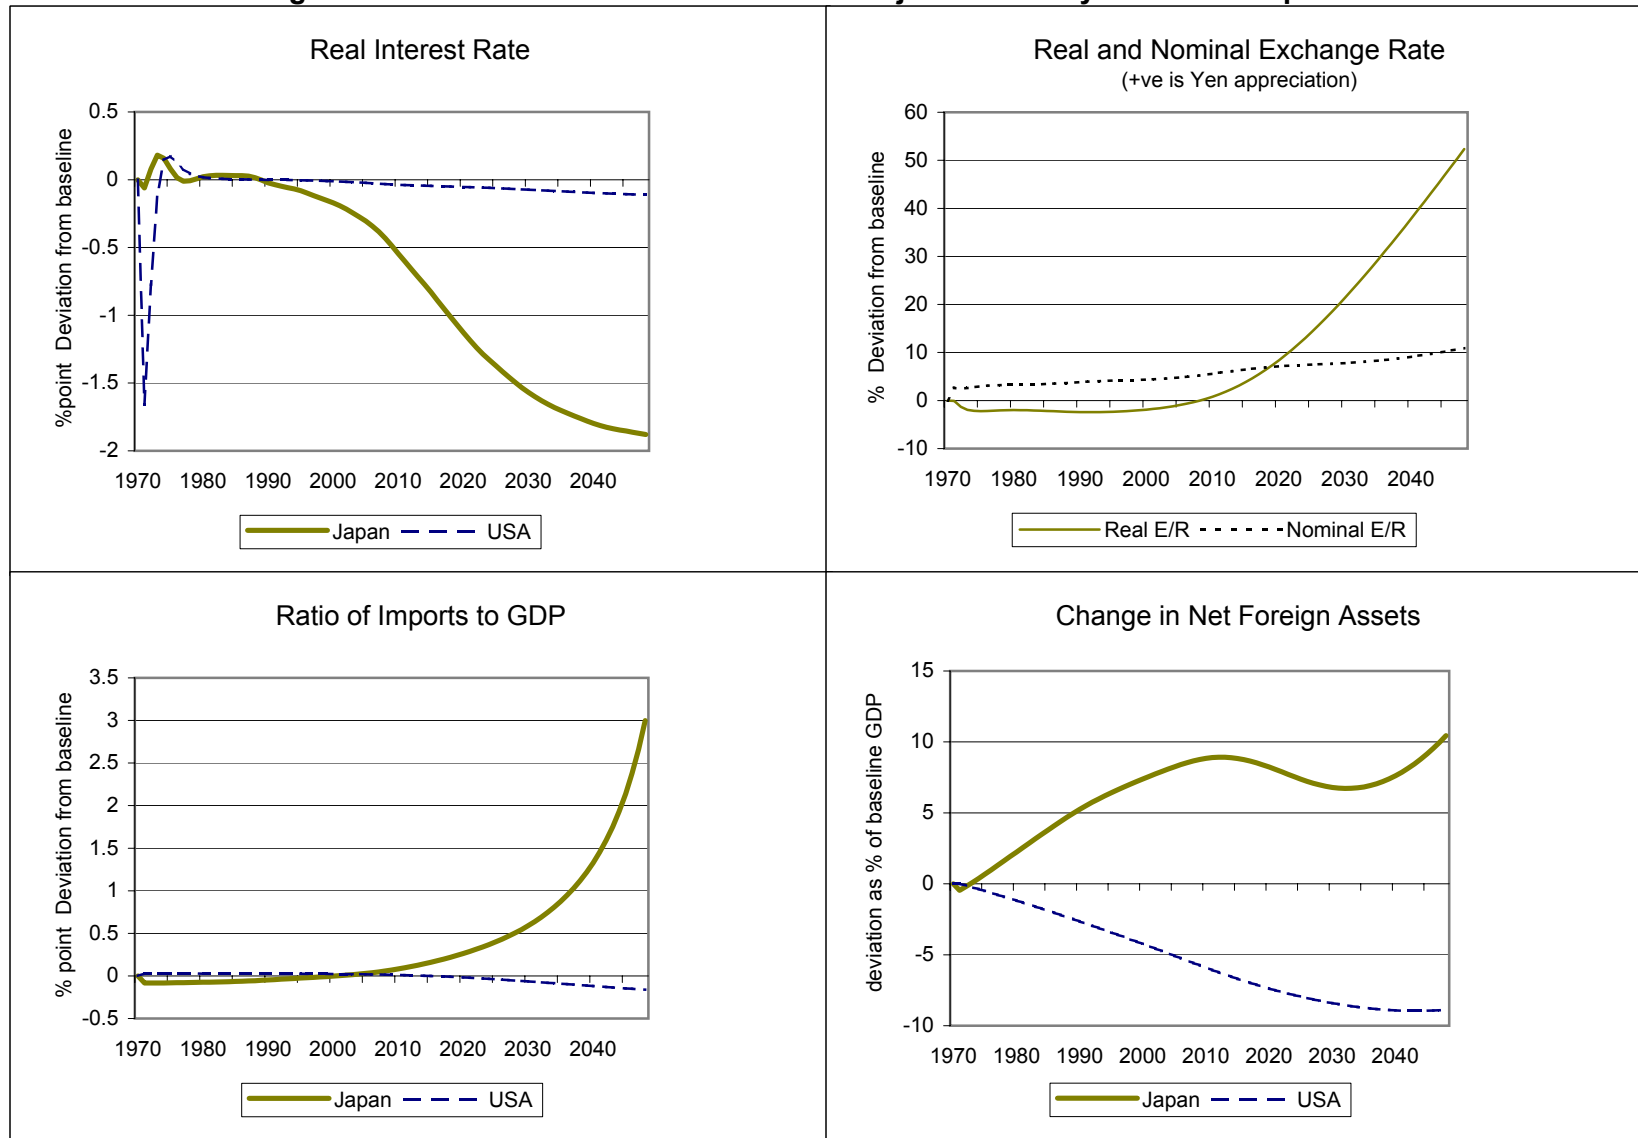 Real Interest Rate
%point Deviation from baseline
0.5
0
-0.5
-1
-1.5
-2
1970 1980 1990 2000 2010 2020 2030 2040
Japan USA
Real and Nominal Exchange Rate
(+ve is Yen appreciation)
% Deviation from baseline
60
50
40
30
20
10
0
-10
1970 1980 1990 2000 2010 2020 2030 2040
Real E/R Nominal E/R
Ratio of Imports to GDP
% point Deviation from baseline
3.5
3
2.5
2
1.5
1
0.5
0
-0.5
1970 1980 1990 2000 2010 2020 2030 2040
Japan USA
Change in Net Foreign Assets
deviation as % of baseline GDP
15
10
5
0
-5
-10
1970 1980 1990 2000 2010 2020 2030 2040
Japan USA